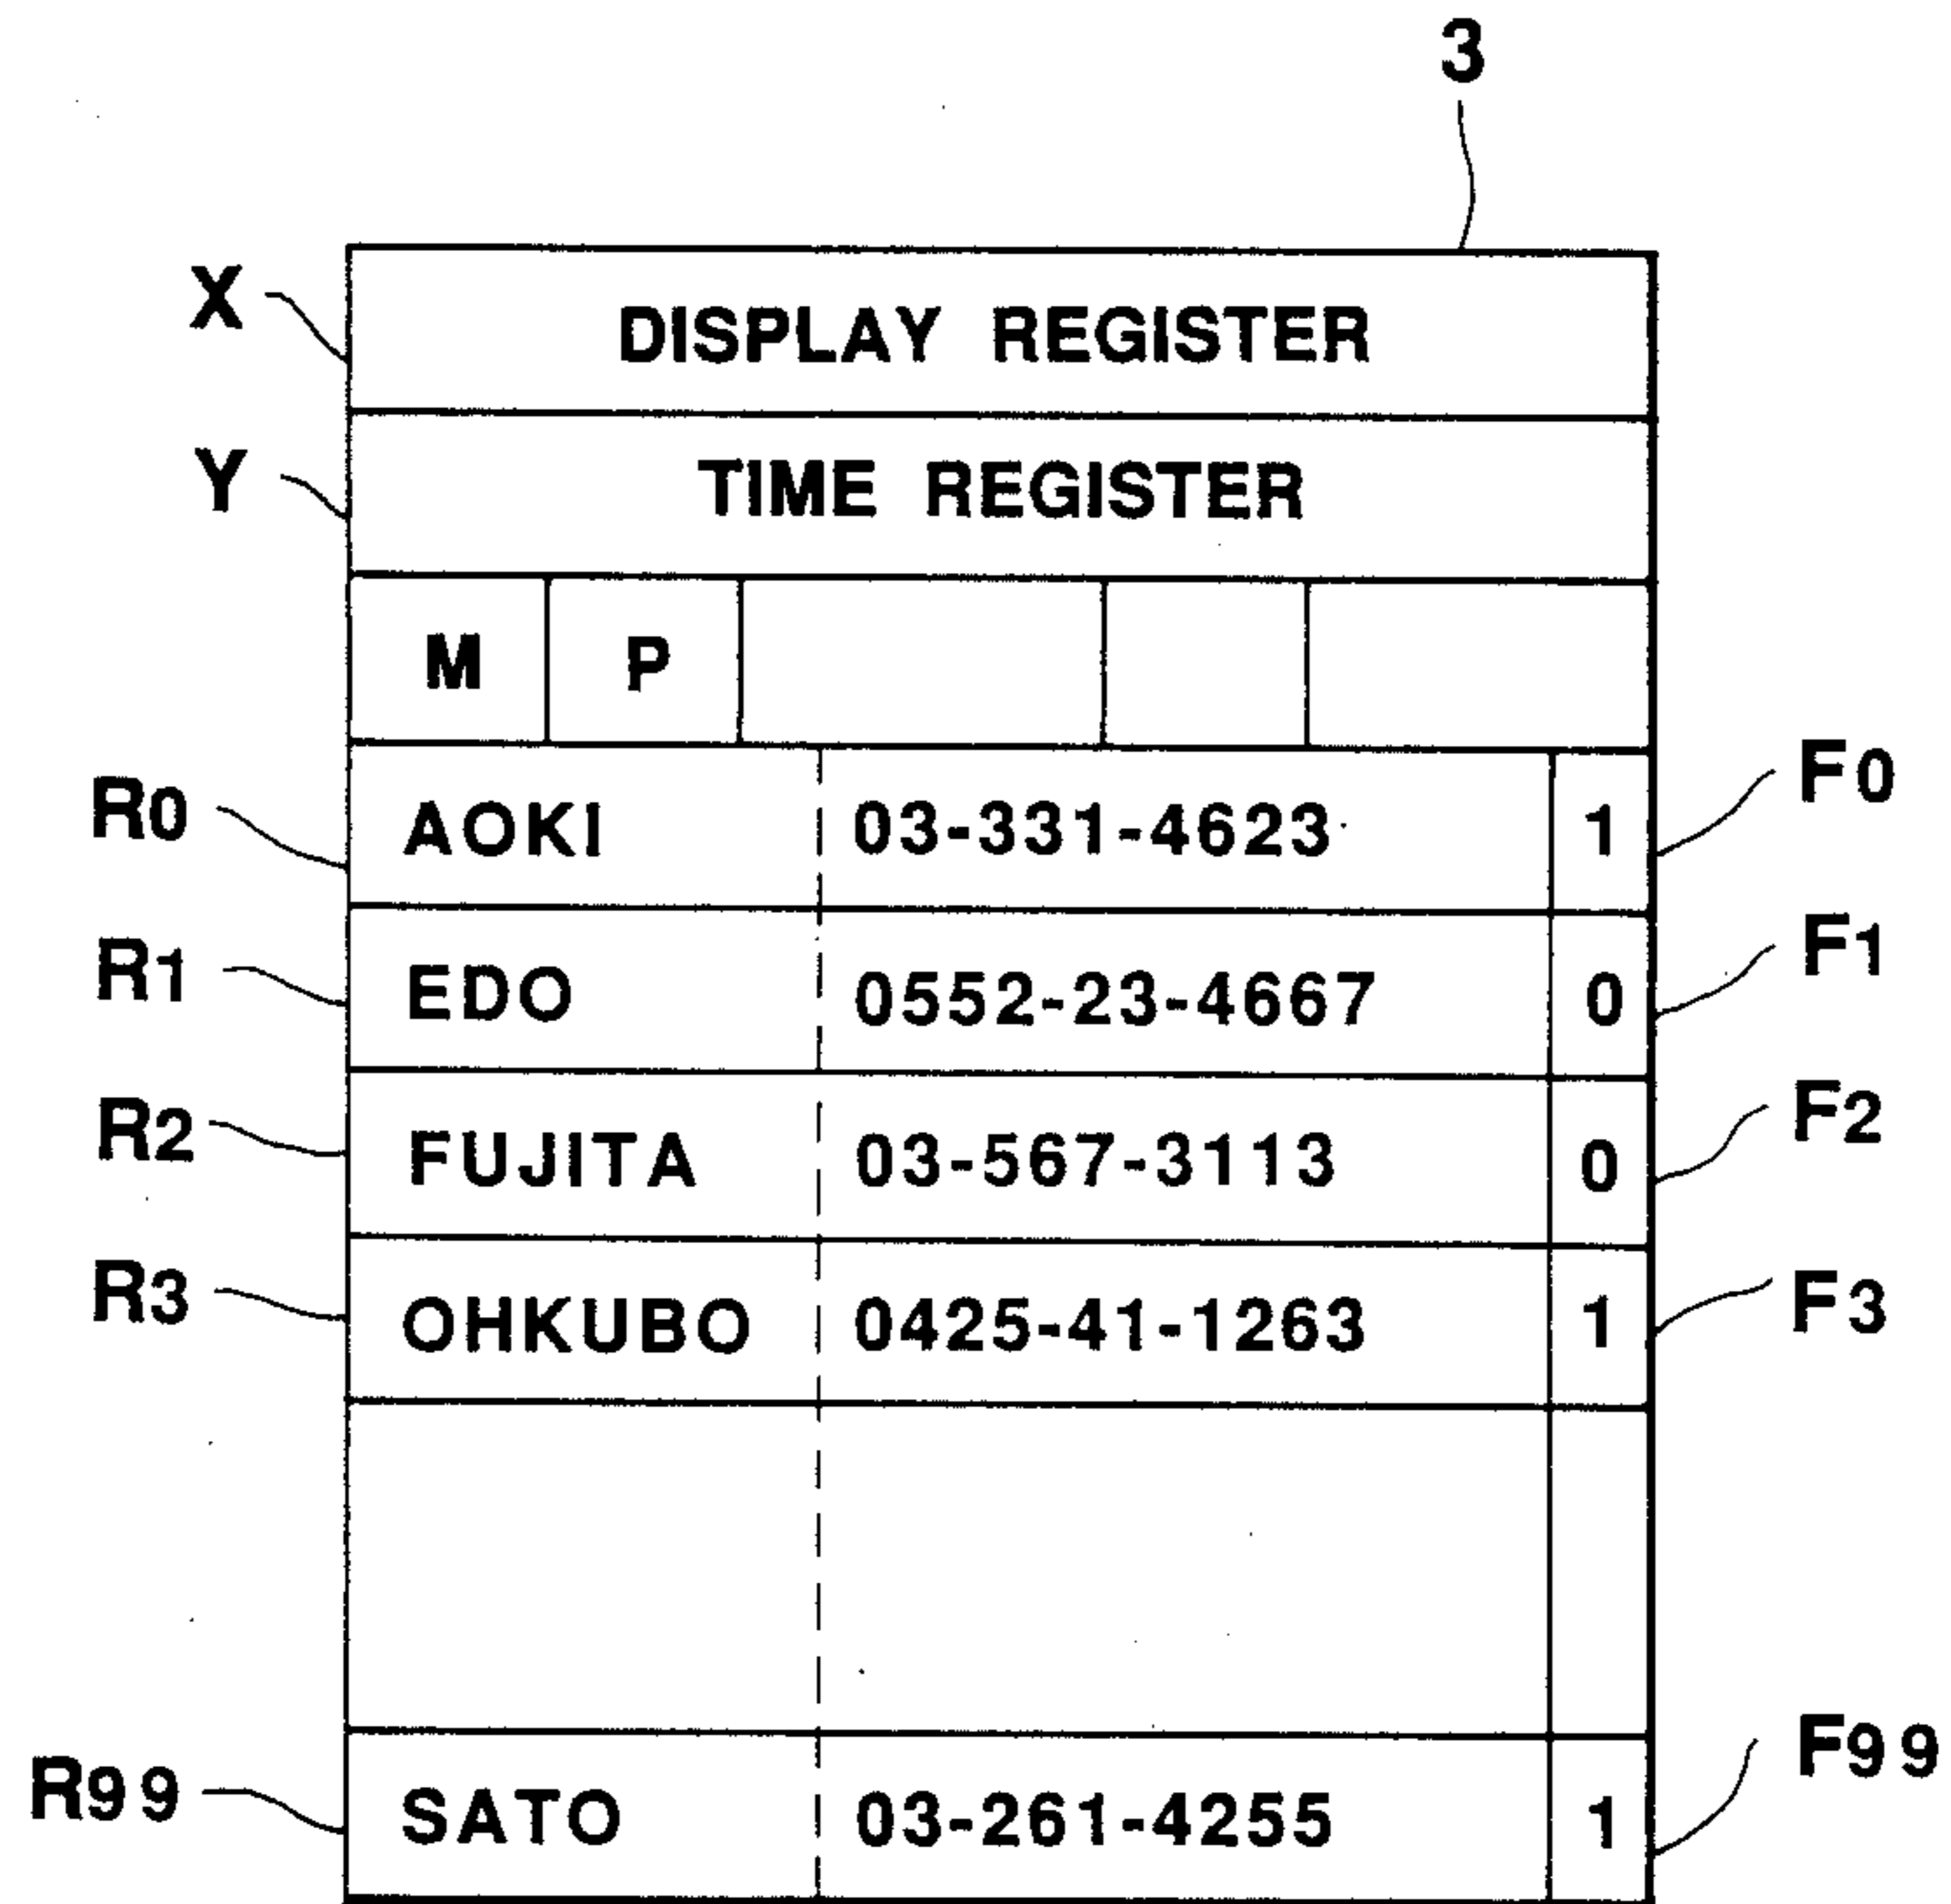 3
X DISPLAY REGISTER
Y TIME REGISTER
M P
R0 AOKI 03-331-4623 1 F0
R1 EDO 0552-23-4667 0 F1
R2 FUJITA 03-567-3113 0 F2
R3 OHKUBO 0425-41-1263 1 F3
R99 SATO 03-261-4255 1 F99